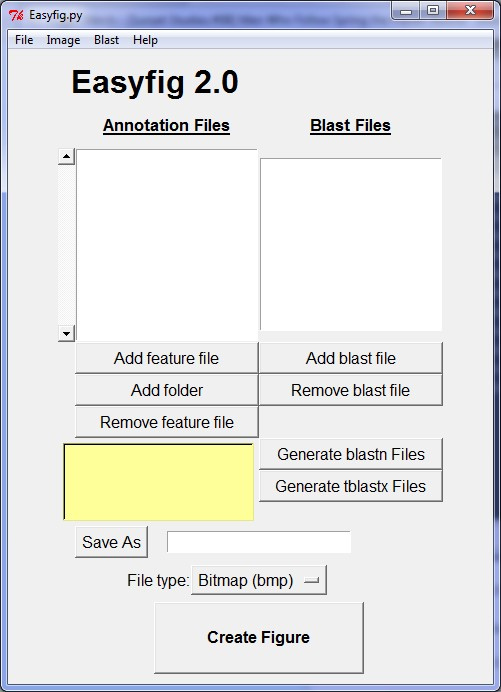 Easyfig.py
File Image Blast Help
Easyfig 2.0
Annotation Files Blast Files
Add feature file Add blast file
Add folder Remove blast file
Remove feature file
Generate blastn Files
Generate tblastx Files
Save As
File type: Bitmap (bmp)
Create Figure